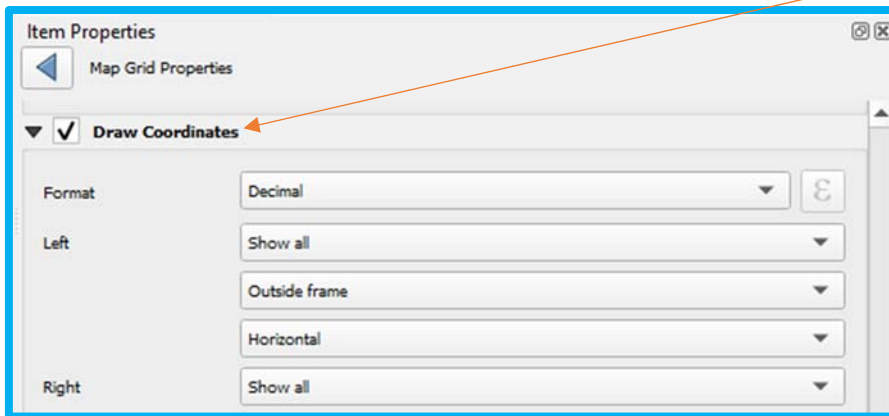 Item Properties
Map Grid Properties
Draw Coordinates
Format Decimal ε
Left Show all
Outside frame
Horizontal
Right Show all